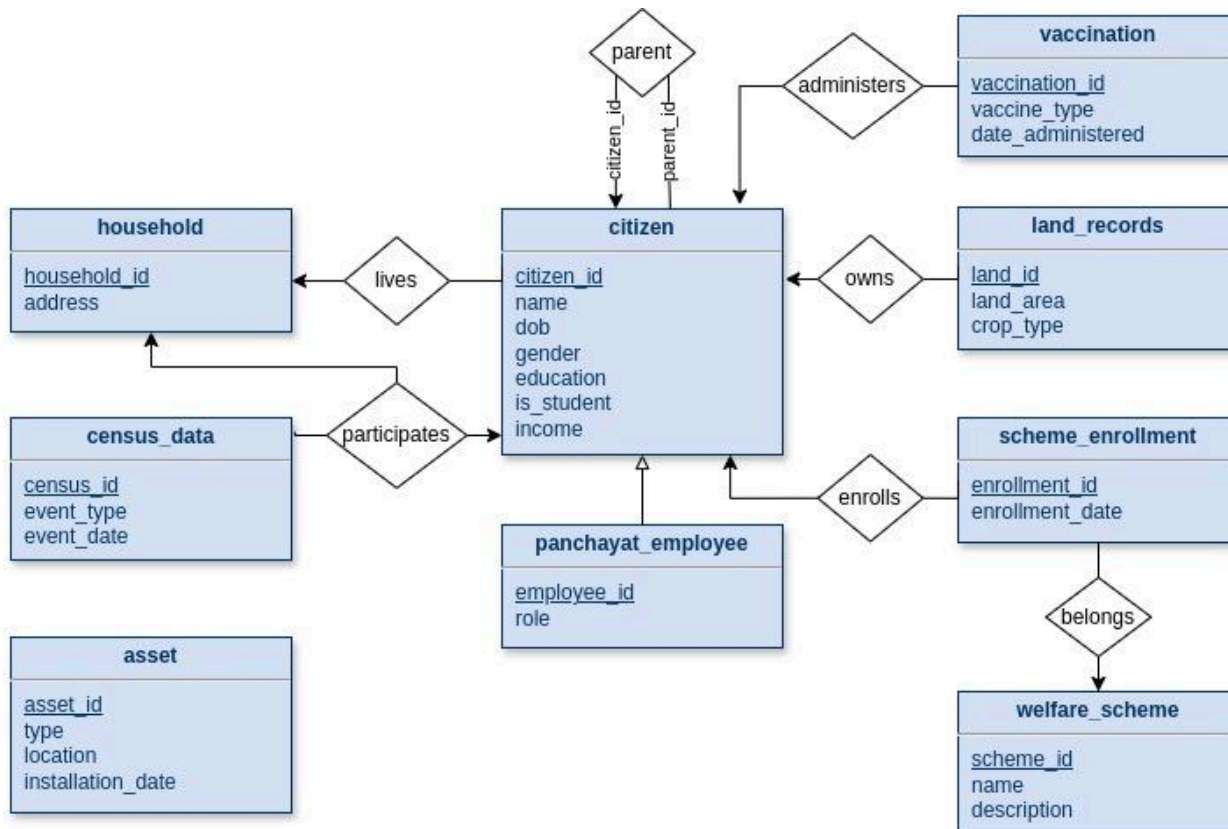 parent
citizen_id
parent_id
administers
vaccination
vaccination_id
vaccine_type
date_administered
household
household_id
address
lives
citizen
citizen_id
name
dob
gender
education
is_student
income
owns
land_records
land_id
land_area
crop_type
census_data
census_id
event_type
event_date
participates
enrolls
scheme_enrollment
enrollment_id
enrollment_date
panchayat_employee
employee_id
role
belongs
asset
asset_id
type
location
installation_date
welfare_scheme
scheme_id
name
description